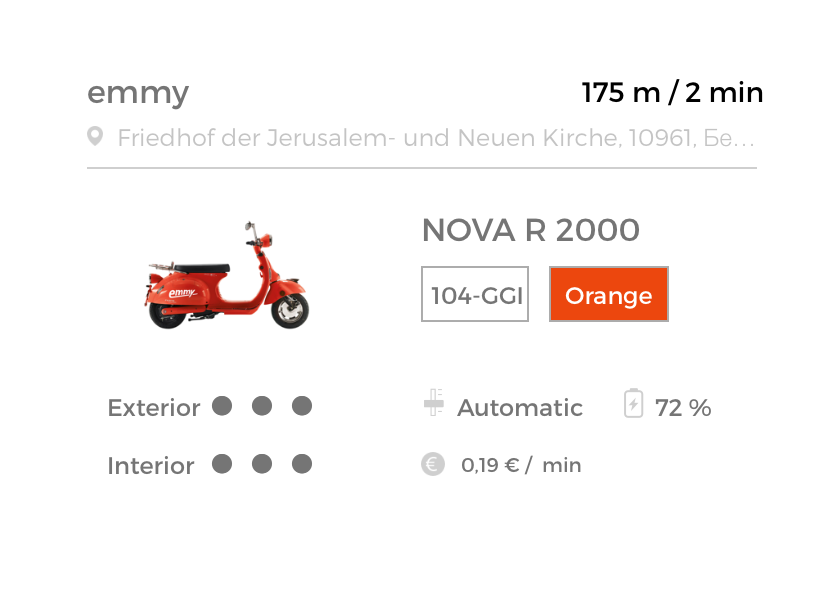 emmy
175 m / 2 min
Friedhof der Jerusalem- und Neuen Kirche, 10961, Бе...
NOVA R 2000
emmy
104-GGI
Orange
Exterior
Automatic
72 %
Interior
€
0,19 € / min